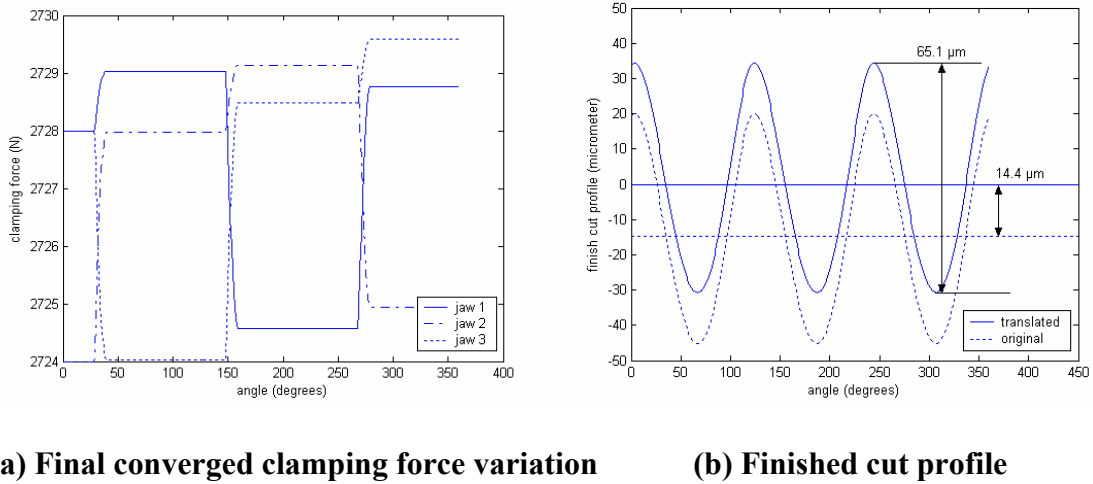 2730
2729
2728
2727
2726
2725
2724
clamping force (N)
0
50
100
150
200
250
300
350
400
angle (degrees)
jaw 1
jaw 2
jaw 3
50
40
30
20
10
0
-10
-20
-30
-40
-50
finish cut profile (micrometer)
65.1 µm
14.4 µm
0
50
100
150
200
250
300
350
400
450
angle (degrees)
translated
original
a) Final converged clamping force variation
(b) Finished cut profile